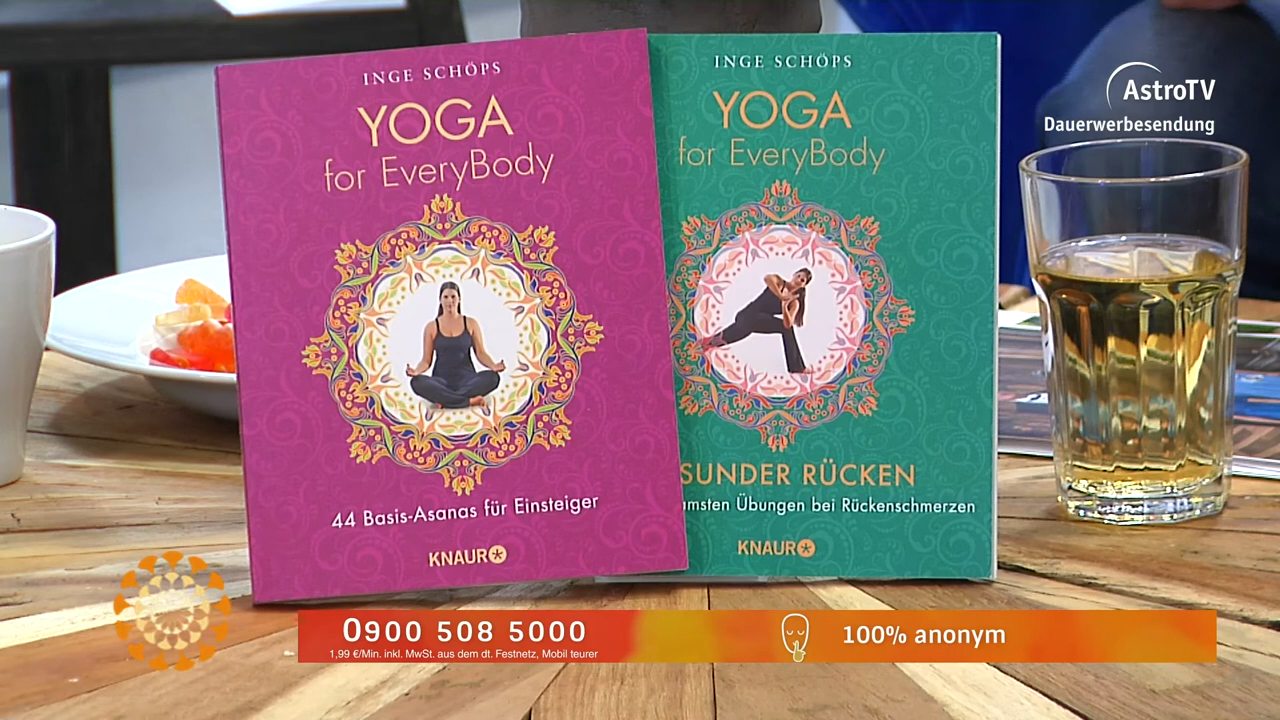 INGE SCHÖPS
YOGA
for EveryBody
44 Basis-Asanas für Einsteiger
KNAUR
INGE SCHÖPS
YOGA
for EveryBody
SUNDER RÜCKEN
Übungen bei Rückenschmerzen
KNAUR
AstroTV
Dauerwerbesendung
0900 508 5000
1,99 €/Min. inkl. MwSt. aus dem dt. Festnetz, Mobil teurer
100% anonym